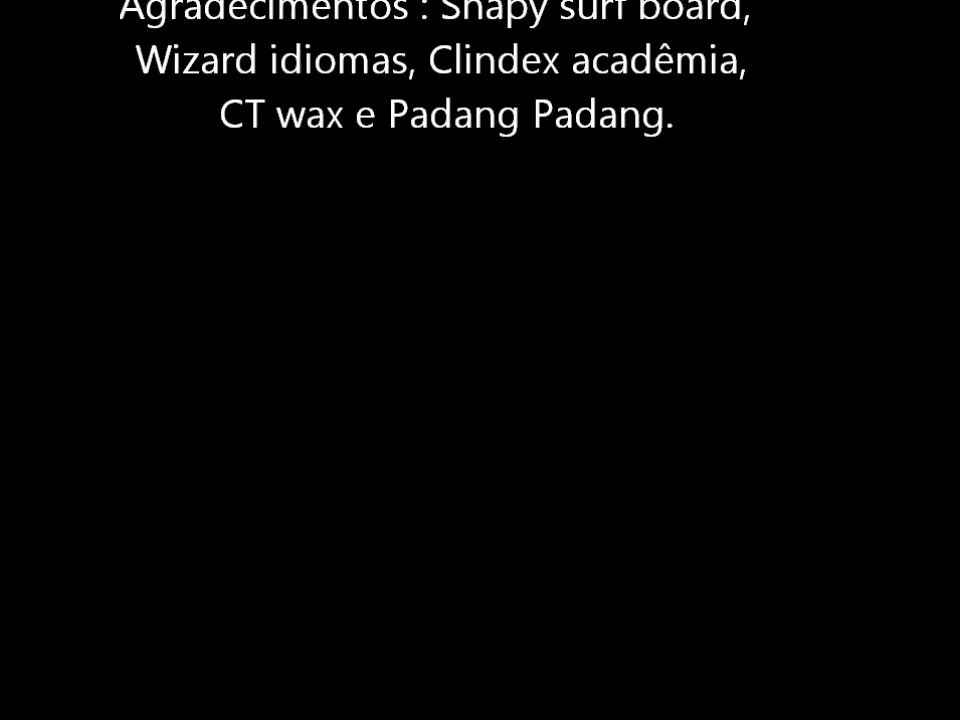 Agradecimentos : Shapy surf board,
Wizard idiomas, Clindex acadêmia,
CT wax e Padang Padang.